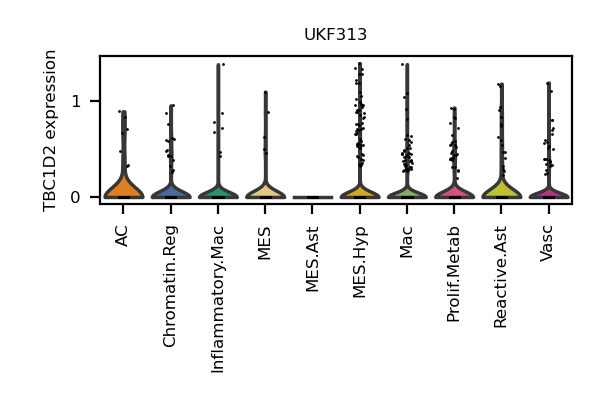 UKF313
TBC1D2 expression
1
0
AC
Chromatin.Reg
Inflammatory.Mac
MES
MES.Ast
MES.Hyp
Mac
Prolif.Metab
Reactive.Ast
Vasc